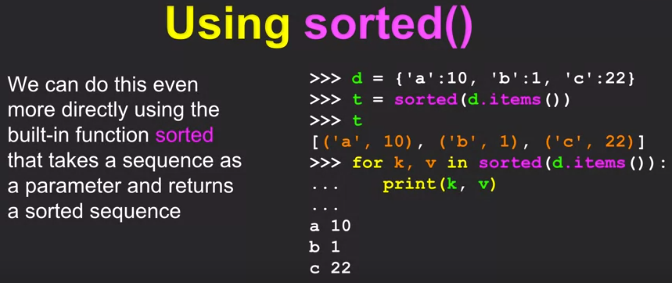 Using sorted()
We can do this even
more directly using the
built-in function sorted
that takes a sequence as
a parameter and returns
a sorted sequence
>>> d = {'a':10, 'b':1, 'c':22}
>>> t = sorted(d.items())
>>> t
[('a', 10), ('b', 1), ('c', 22)]
>>> for k, v in sorted(d.items()):
...    print(k, v)
...
a 10
b 1
c 22